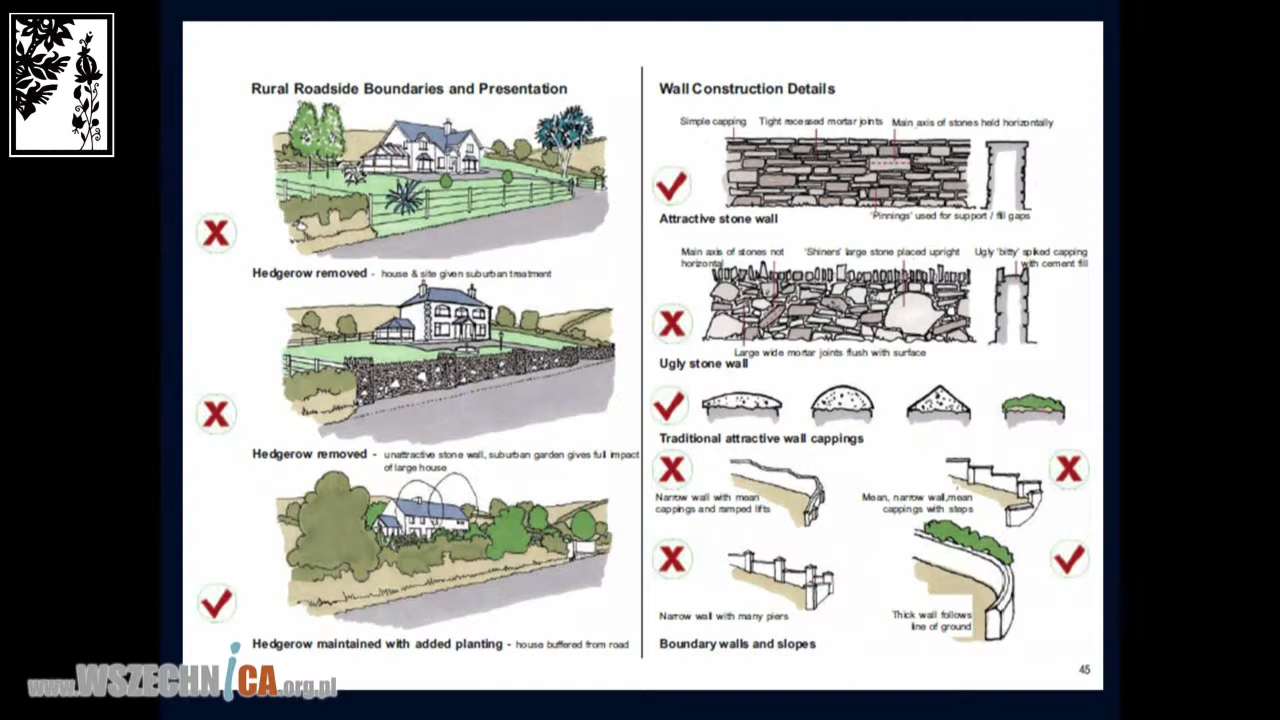 Rural Roadside Boundaries and Presentation
X
Hedgerow removed - house & site given suburban treatment
X
Hedgerow removed - unattractive stone wall, suburban garden gives full impact
of large house
Hedgerow maintained with added planting - house buffered from road
Wall Construction Details
Simple capping Tight recessed mortar joints Main axis of stones held horizontally
Attractive stone wall
'Pinnings' used for support / fill gaps
Main axis of stones not 'Shiners' large stone placed upright Ugly 'bitty' spiked capping
horizontal with cement fill
X
Large wide mortar joints flush with surface
Ugly stone wall
Traditional attractive wall cappings
X X
Narrow wall with mean Mean, narrow wall,mean
cappings and ramped lifts cappings with steps
X
Narrow wall with many piers Thick wall follows
line of ground
Boundary walls and slopes
45
www.WSZECHNiCA.org.pl